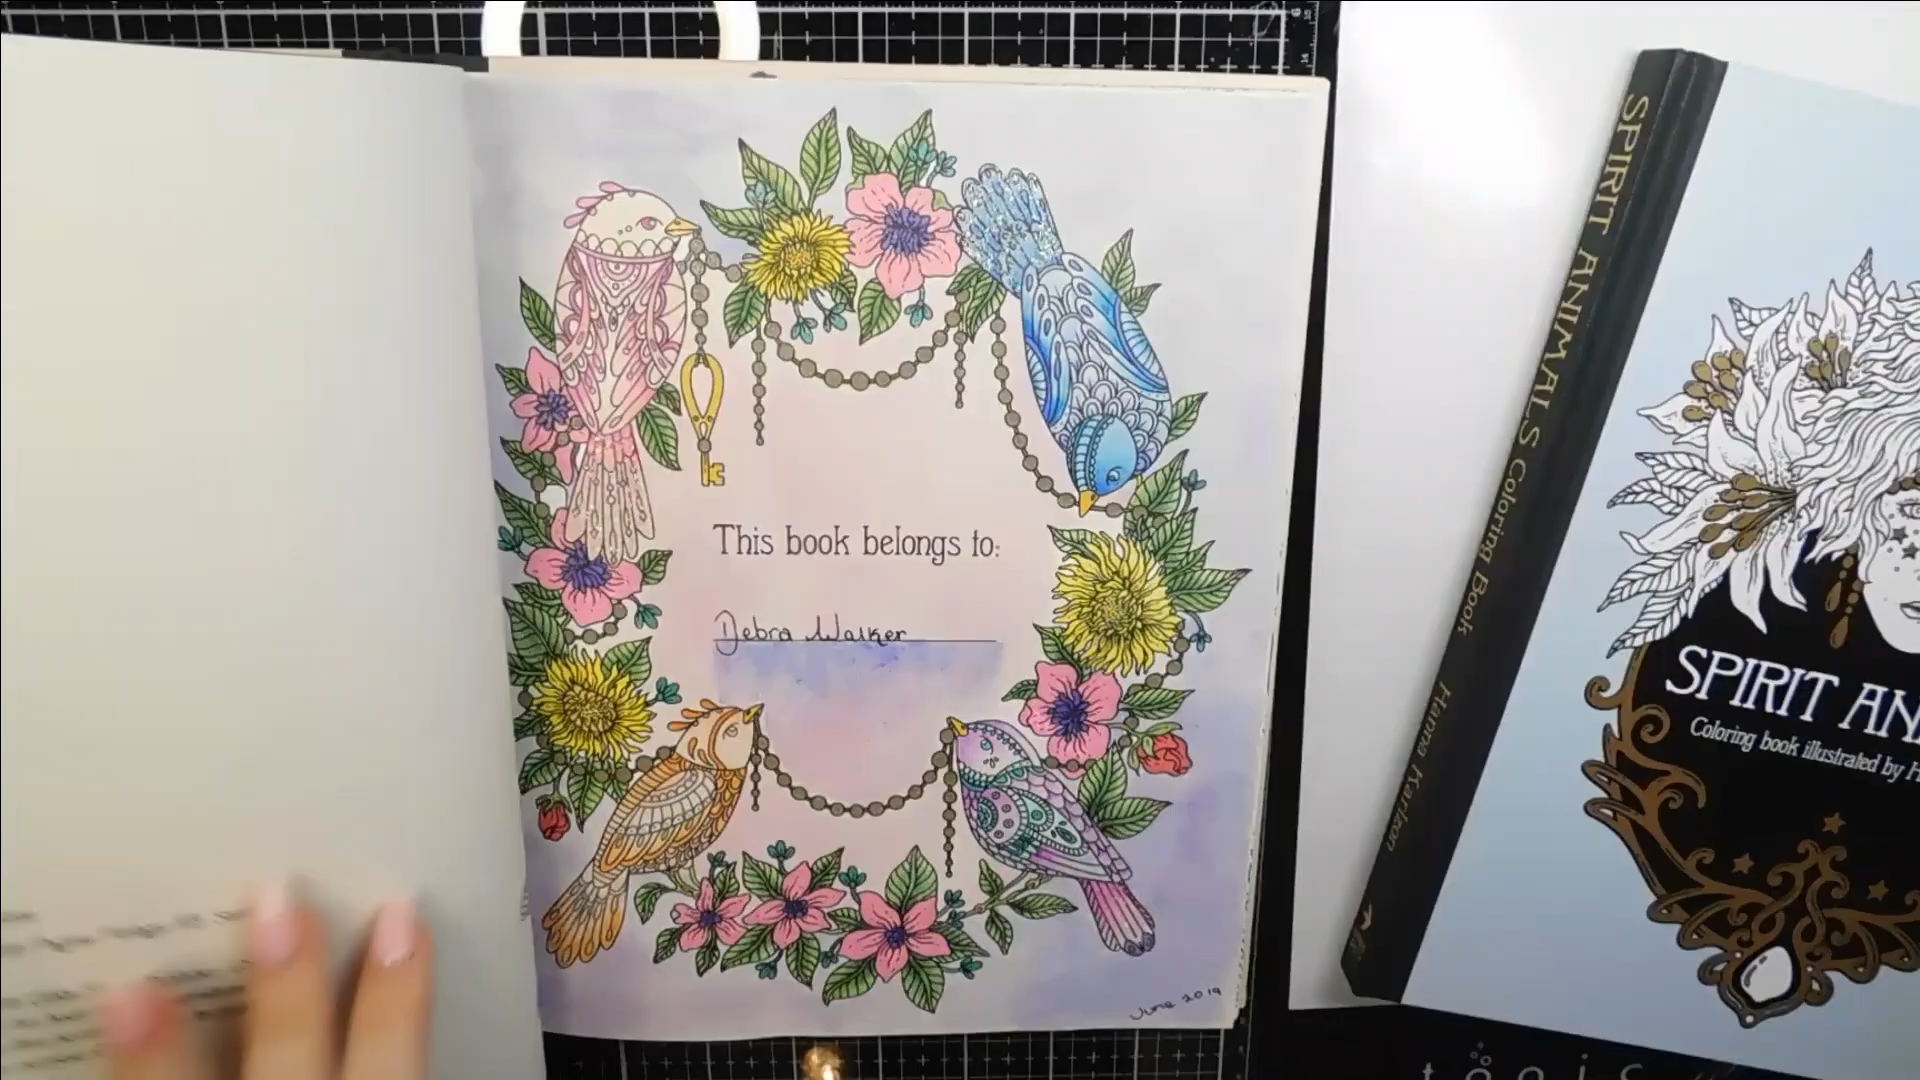 This book belongs to:
Debra Walker
June 2019
SPIRIT ANIMALS Coloring Book Hanna Karlzon
SPIRIT AN
Coloring book illustrated by H
tonic